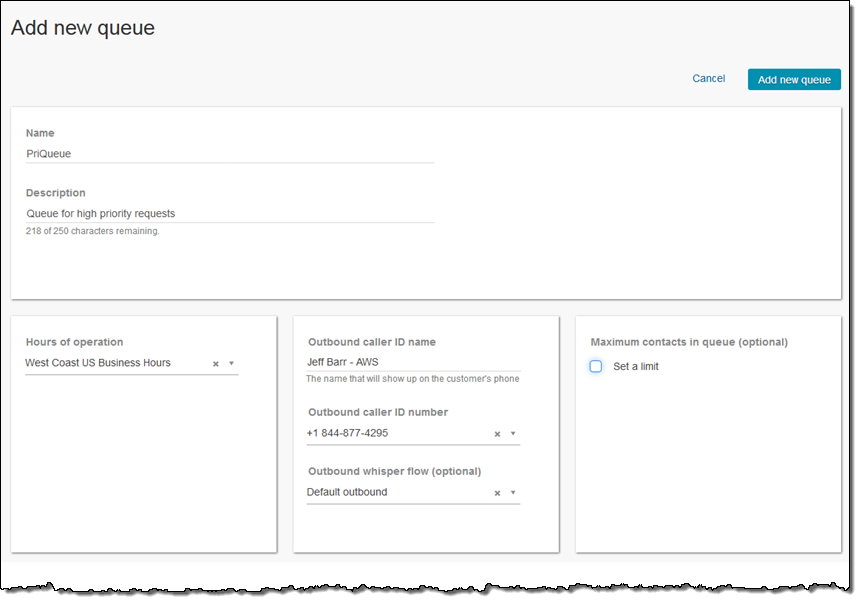 Add new queue
Cancel
Add new queue
Name
PriQueue
Description
Queue for high priority requests
218 of 250 characters remaining.
Hours of operation
West Coast US Business Hours
Outbound caller ID name
Jeff Barr - AWS
The name that will show up on the customer's phone
Outbound caller ID number
+1 844-877-4295
Outbound whisper flow (optional)
Default outbound
Maximum contacts in queue (optional)
Set a limit